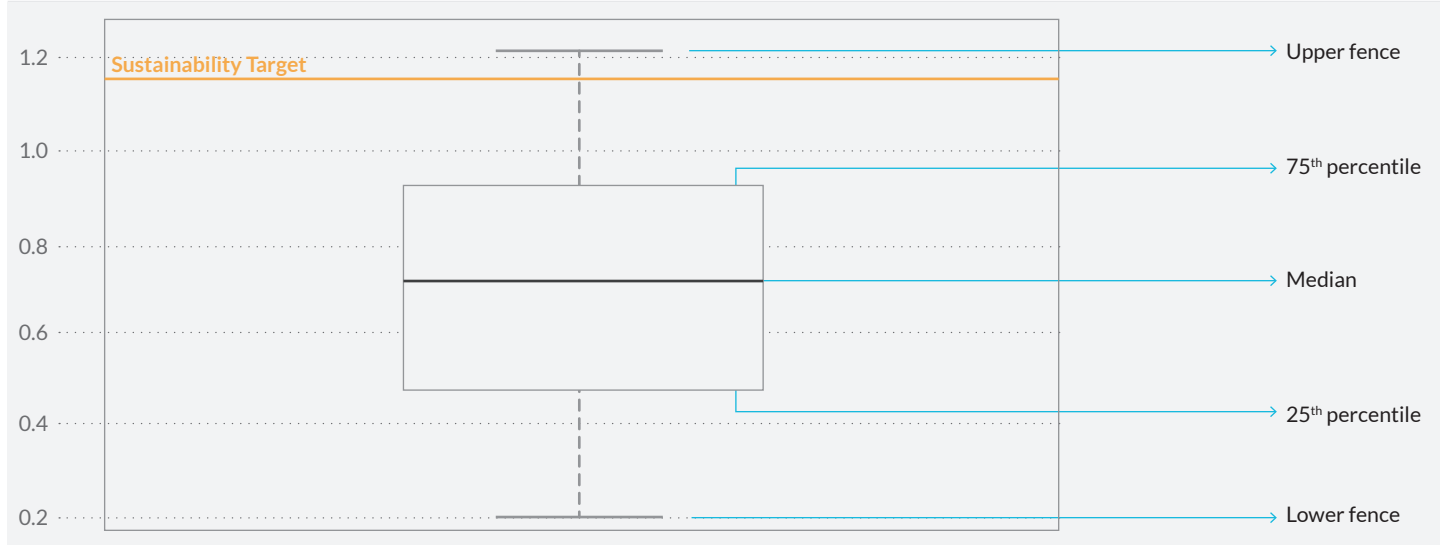 1.2
Sustainability Target
1.0
0.8
0.6
0.4
0.2
Upper fence
75th percentile
Median
25th percentile
Lower fence